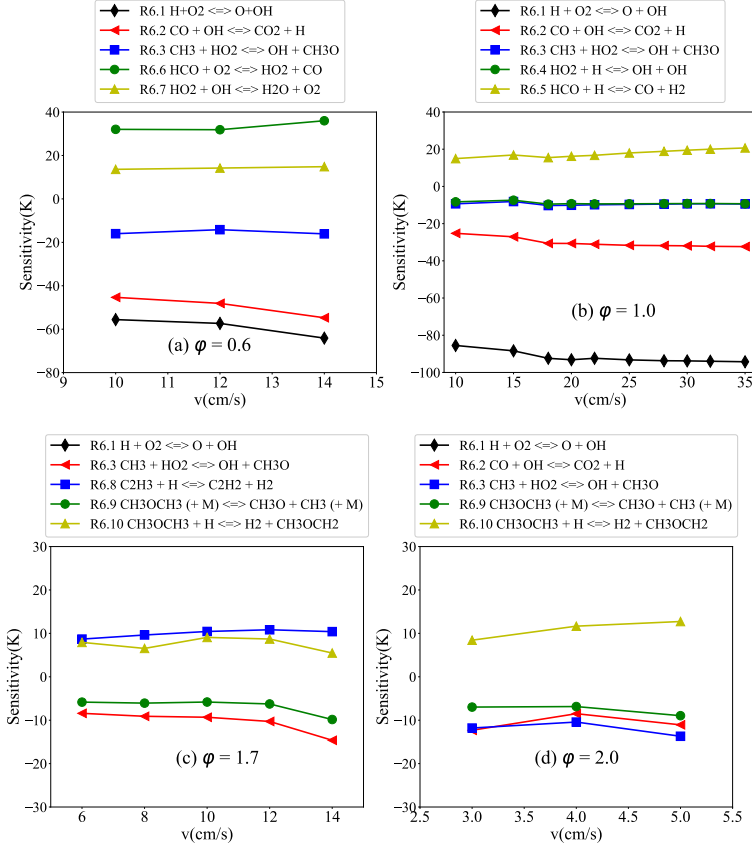 R6.1 H+O2 <=> O+OH
R6.2 CO + OH <=> CO2 + H
R6.3 CH3 + HO2 <=> OH + CH3O
R6.6 HCO + O2 <=> HO2 + CO
R6.7 HO2 + OH <=> H2O + O2
40
20
0
−20
−40
−60
−80
Sensitivity(K)
(a) φ = 0.6
9 10 11 12 13 14 15
v(cm/s)
R6.1 H + O2 <=> O + OH
R6.2 CO + OH <=> CO2 + H
R6.3 CH3 + HO2 <=> OH + CH3O
R6.4 HO2 + H <=> OH + OH
R6.5 HCO + H <=> CO + H2
40
20
0
−20
−40
−60
−80
−100
Sensitivity(K)
(b) φ = 1.0
10 15 20 25 30 35
v(cm/s)
R6.1 H + O2 <=> O + OH
R6.3 CH3 + HO2 <=> OH + CH3O
R6.8 C2H3 + H <=> C2H2 + H2
R6.9 CH3OCH3 (+ M) <=> CH3O + CH3 (+ M)
R6.10 CH3OCH3 + H <=> H2 + CH3OCH2
30
20
10
0
−10
−20
−30
Sensitivity(K)
(c) φ = 1.7
6 8 10 12 14
v(cm/s)
R6.1 H + O2 <=> O + OH
R6.2 CO + OH <=> CO2 + H
R6.3 CH3 + HO2 <=> OH + CH3O
R6.9 CH3OCH3 (+ M) <=> CH3O + CH3 (+ M)
R6.10 CH3OCH3 + H <=> H2 + CH3OCH2
30
20
10
0
−10
−20
−30
Sensitivity(K)
(d) φ = 2.0
2.5 3.0 3.5 4.0 4.5 5.0 5.5
v(cm/s)